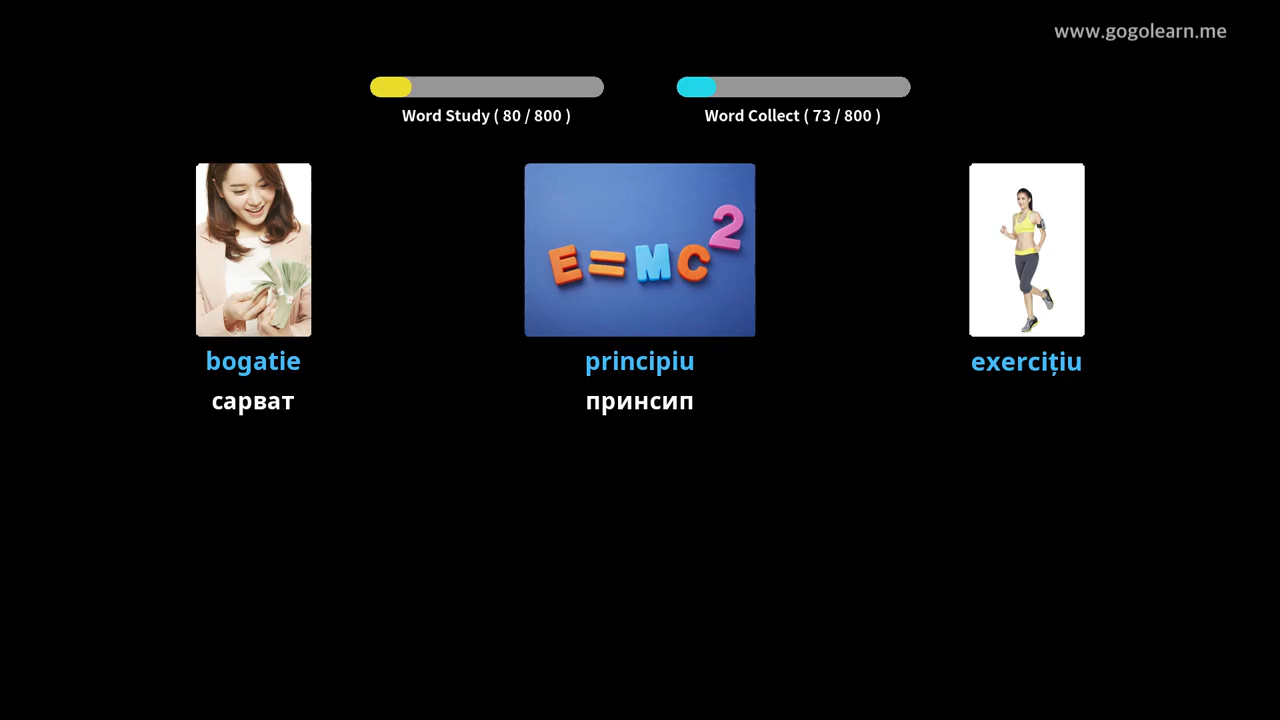 www.gogolearn.me
Word Study ( 80 / 800 )
Word Collect ( 73 / 800 )
E=MC2
bogatie
principiu
exercițiu
сарват
принсип